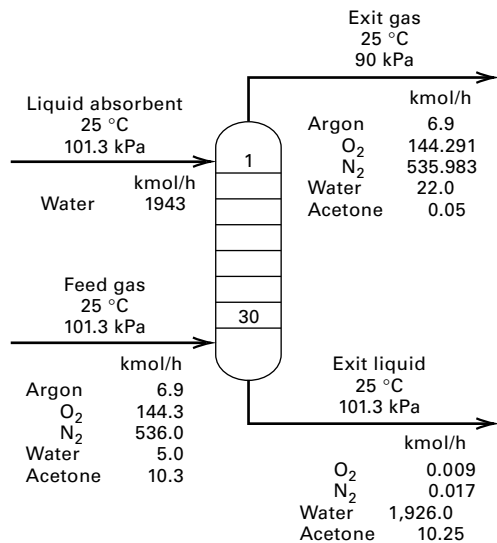 Exit gas
25 °C
90 kPa
kmol/h
Argon 6.9
O2 144.291
N2 535.983
Water 22.0
Acetone 0.05
Liquid absorbent
25 °C
101.3 kPa
kmol/h
Water 1943
1
30
Feed gas
25 °C
101.3 kPa
kmol/h
Argon 6.9
O2 144.3
N2 536.0
Water 5.0
Acetone 10.3
Exit liquid
25 °C
101.3 kPa
kmol/h
O2 0.009
N2 0.017
Water 1,926.0
Acetone 10.25